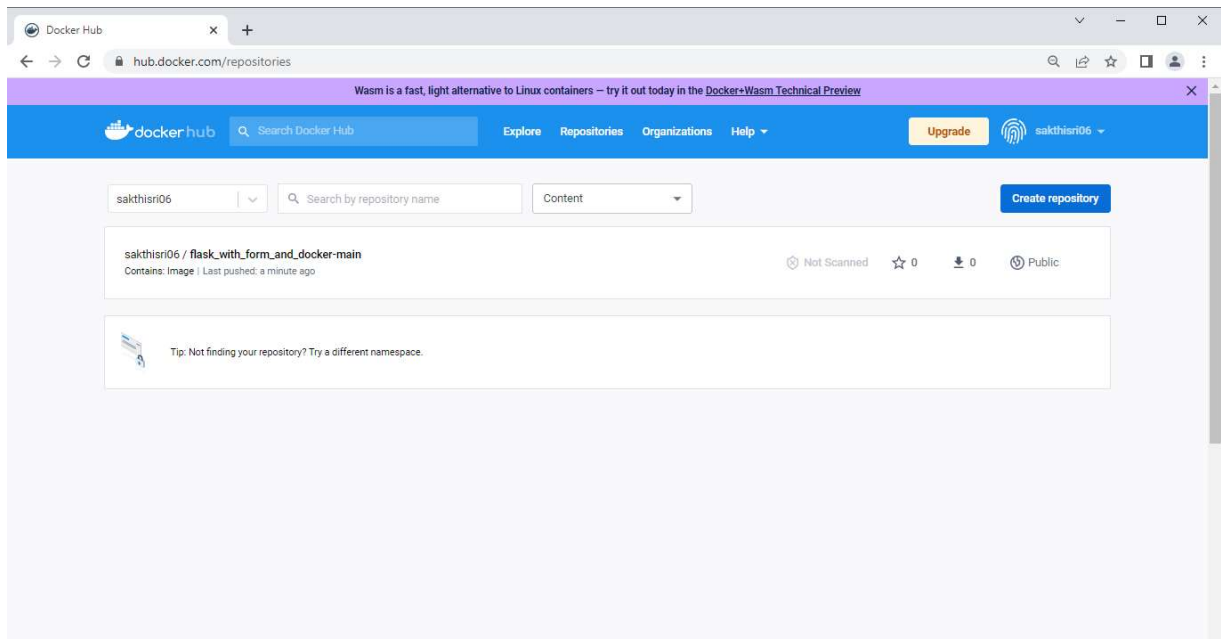 Docker Hub
hub.docker.com/repositories
Wasm is a fast, light alternative to Linux containers – try it out today in the Docker+Wasm Technical Preview
docker hub Search Docker Hub Explore Repositories Organizations Help Upgrade sakthisri06
sakthisri06 Search by repository name Content Create repository
sakthisri06 / flask_with_form_and_docker-main
Contains: Image | Last pushed: a minute ago
Not Scanned 0 0 Public
Tip: Not finding your repository? Try a different namespace.